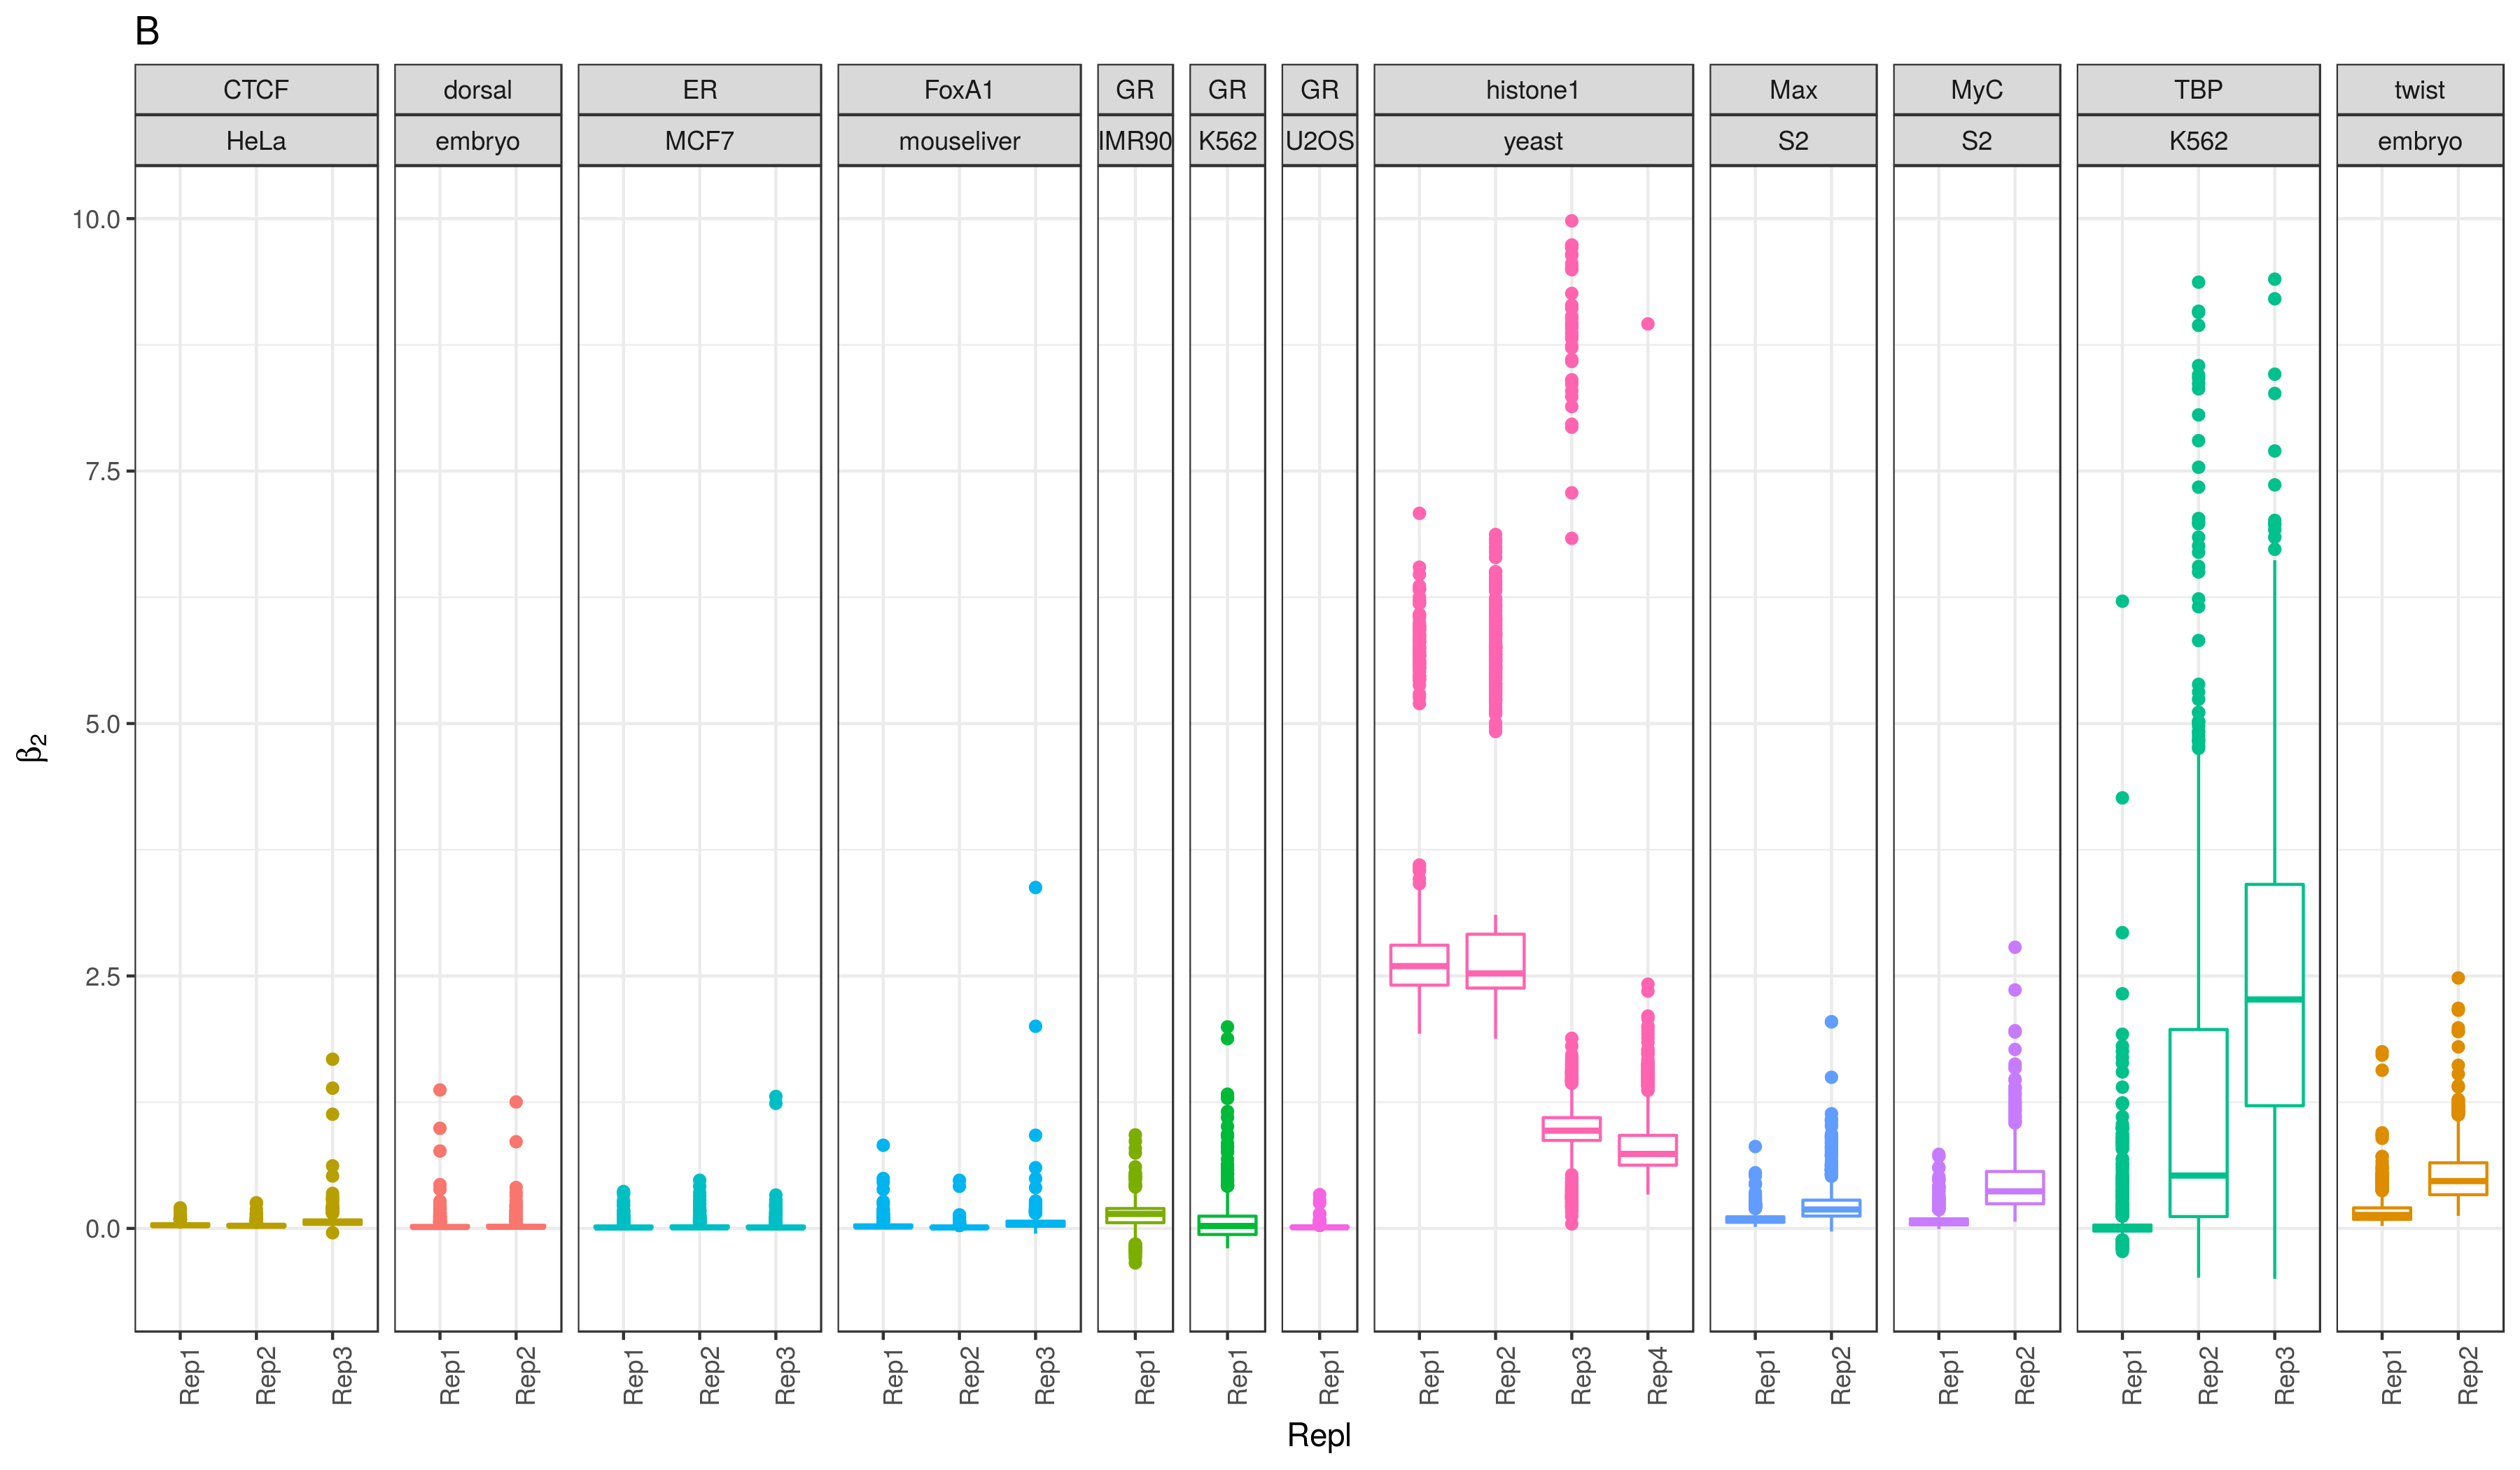 B
CTCF dorsal ER FoxA1 GR GR GR histone1 Max MyC TBP twist
HeLa embryo MCF7 mouseliver IMR90 K562 U2OS yeast S2 S2 K562 embryo
10.0
7.5
5.0
2.5
0.0
β₂
Rep1 Rep2 Rep3 Rep1 Rep2 Rep1 Rep2 Rep3 Rep1 Rep2 Rep3 Rep1 Rep1 Rep1 Rep1 Rep2 Rep3 Rep4 Rep1 Rep2 Rep1 Rep2 Rep1 Rep2 Rep3 Rep1 Rep2
Repl